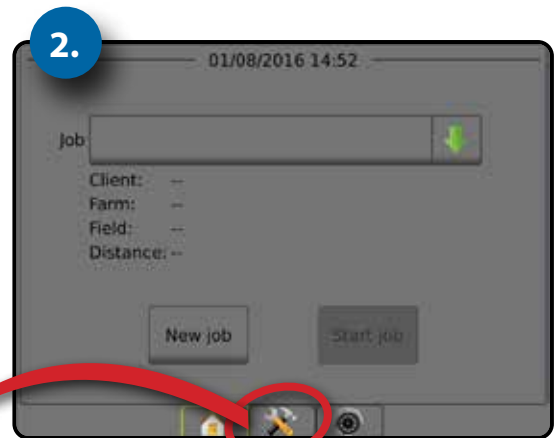 2.
01/08/2016 14:52
Job
Client: --
Farm: --
Field: --
Distance: --
New job
Start job